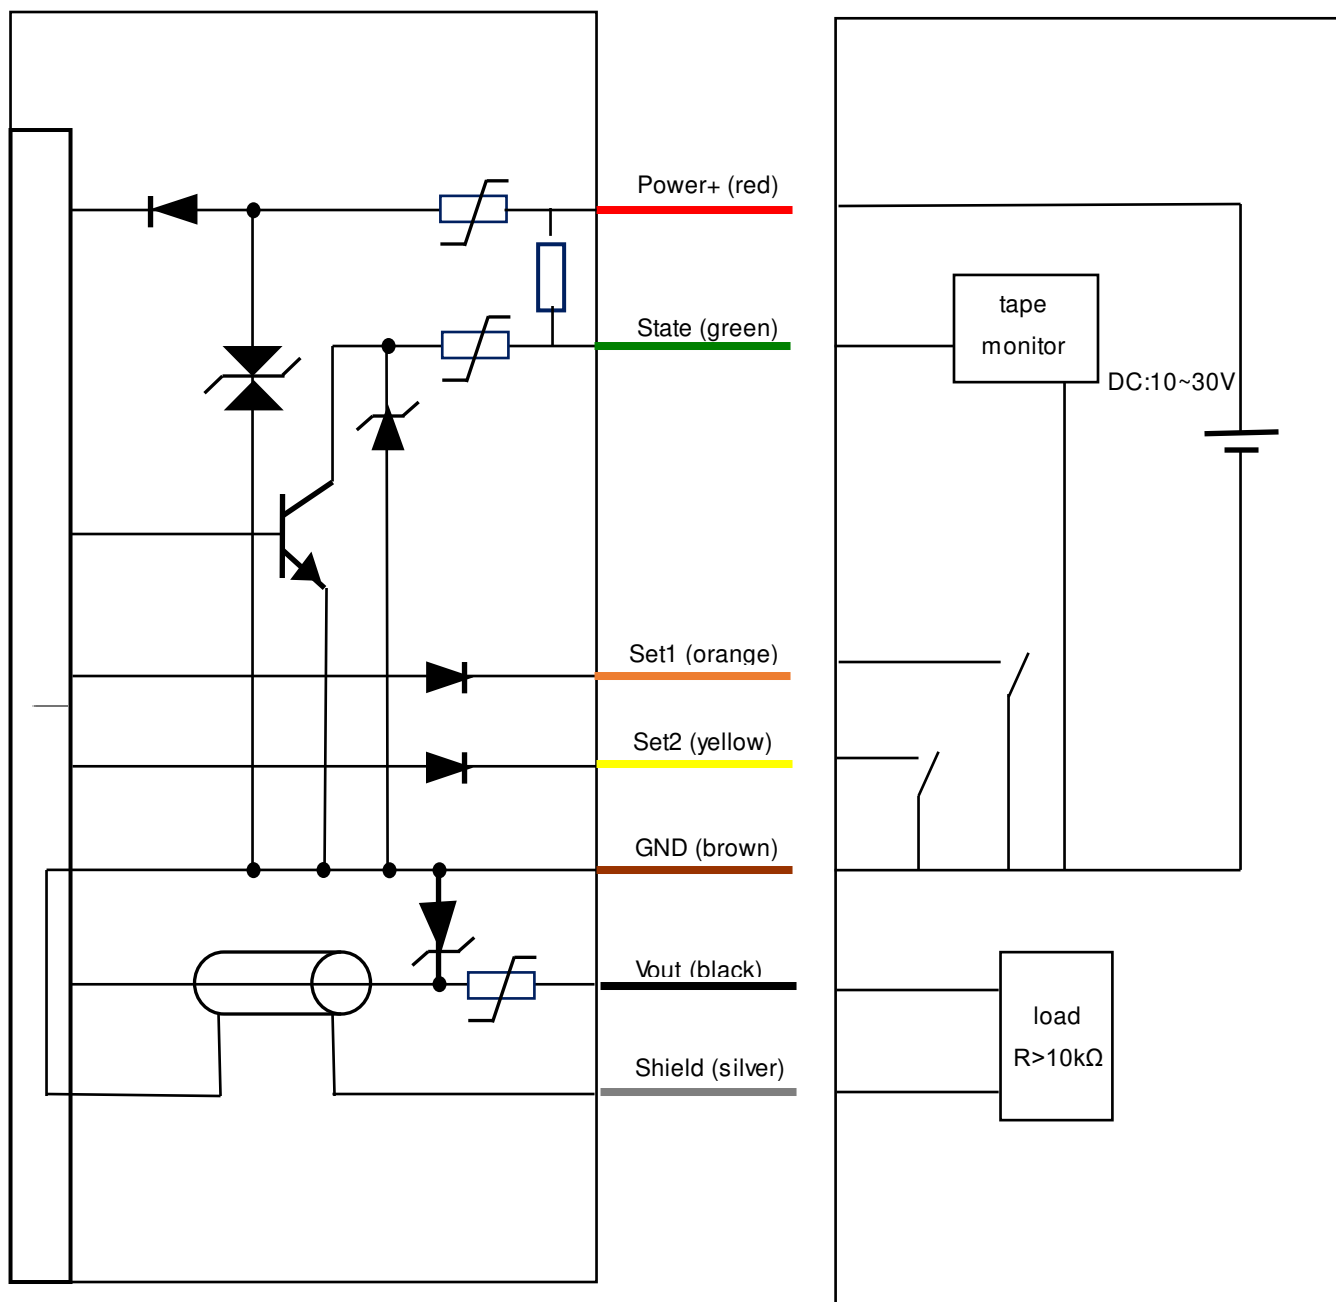 Power+ (red)
State (green)
tape
monitor
DC:10~30V
Set1 (orange)
Set2 (yellow)
GND (brown)
Vout (black)
load
R>10kΩ
Shield (silver)